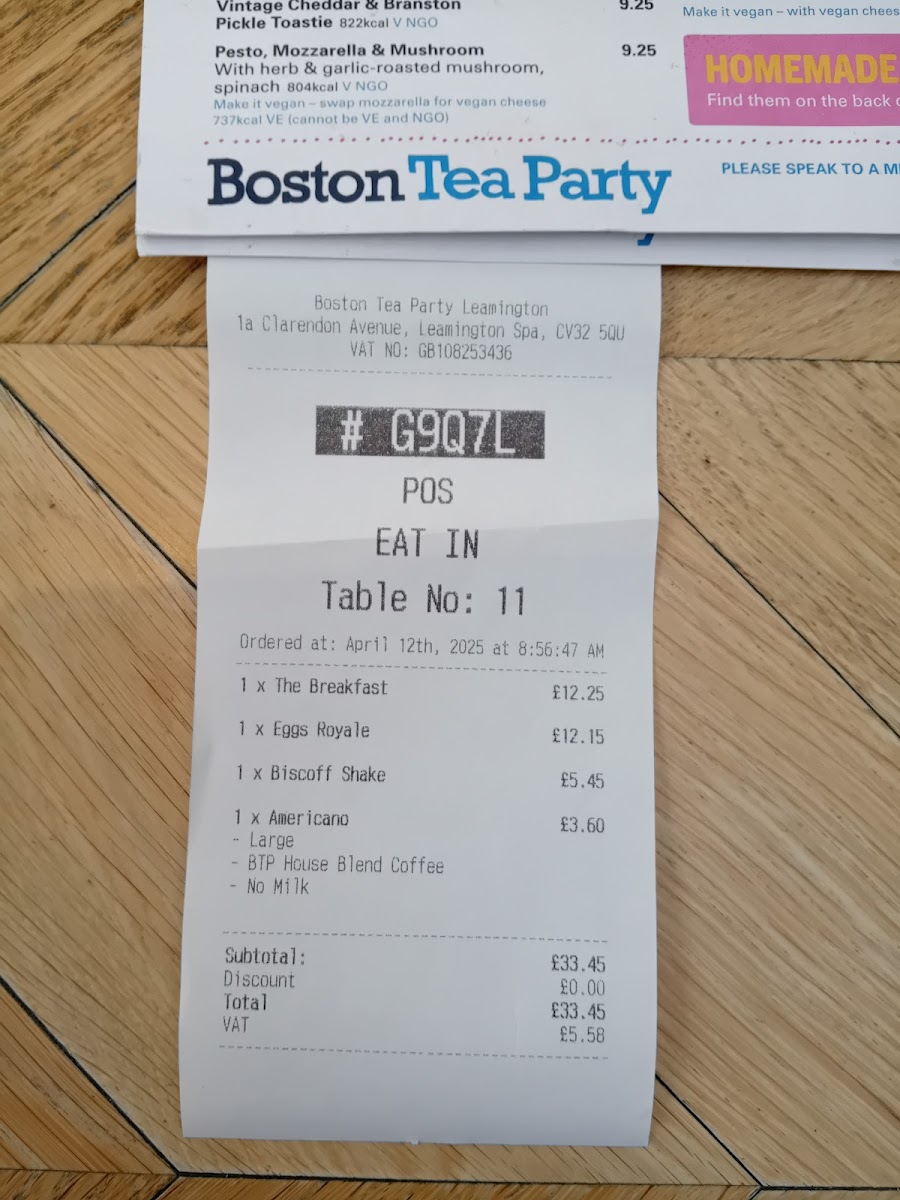 Vintage Cheddar & Branston 9.25
Pickle Toastie 822kcal V NGO
Pesto, Mozzarella & Mushroom 9.25
With herb & garlic-roasted mushroom,
spinach 804kcal V NGO
Make it vegan – swap mozzarella for vegan cheese
737kcal VE (cannot be VE and NGO)
Make it vegan – with vegan chees
HOMEMADE
Find them on the back
Boston Tea Party
PLEASE SPEAK TO A M
Boston Tea Party Leamington
1a Clarendon Avenue, Leamington Spa, CV32 5QU
VAT NO: GB108253436
# G9Q7L
POS
EAT IN
Table No: 11
Ordered at: April 12th, 2025 at 8:56:47 AM
1 x The Breakfast £12.25
1 x Eggs Royale £12.15
1 x Biscoff Shake £5.45
1 x Americano £3.60
- Large
- BTP House Blend Coffee
- No Milk
Subtotal: £33.45
Discount £0.00
Total £33.45
VAT £5.58